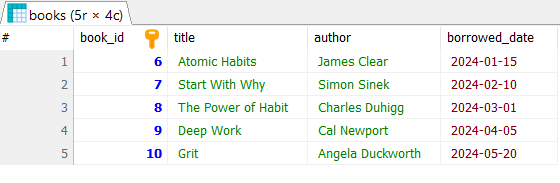 books (5r × 4c)
# book_id title author borrowed_date
1 6 Atomic Habits James Clear 2024-01-15
2 7 Start With Why Simon Sinek 2024-02-10
3 8 The Power of Habit Charles Duhigg 2024-03-01
4 9 Deep Work Cal Newport 2024-04-05
5 10 Grit Angela Duckworth 2024-05-20